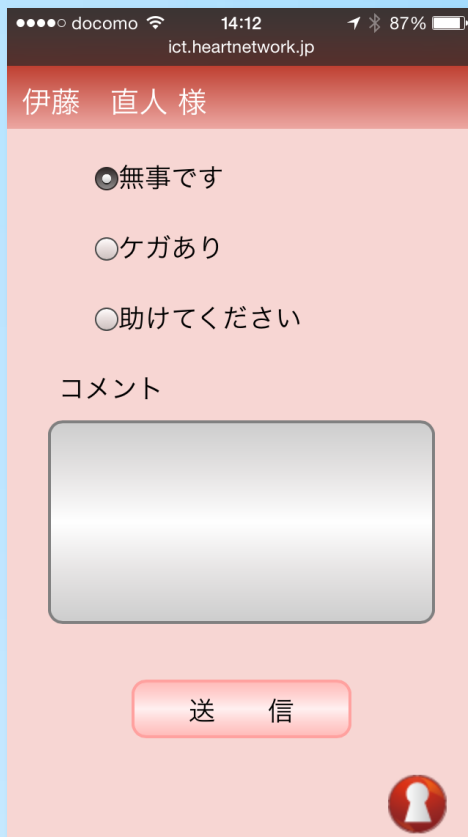 docomo 14:12 87%
ict.heartnetwork.jp
伊藤　直人 様
無事です
ケガあり
助けてください
コメント
送　信